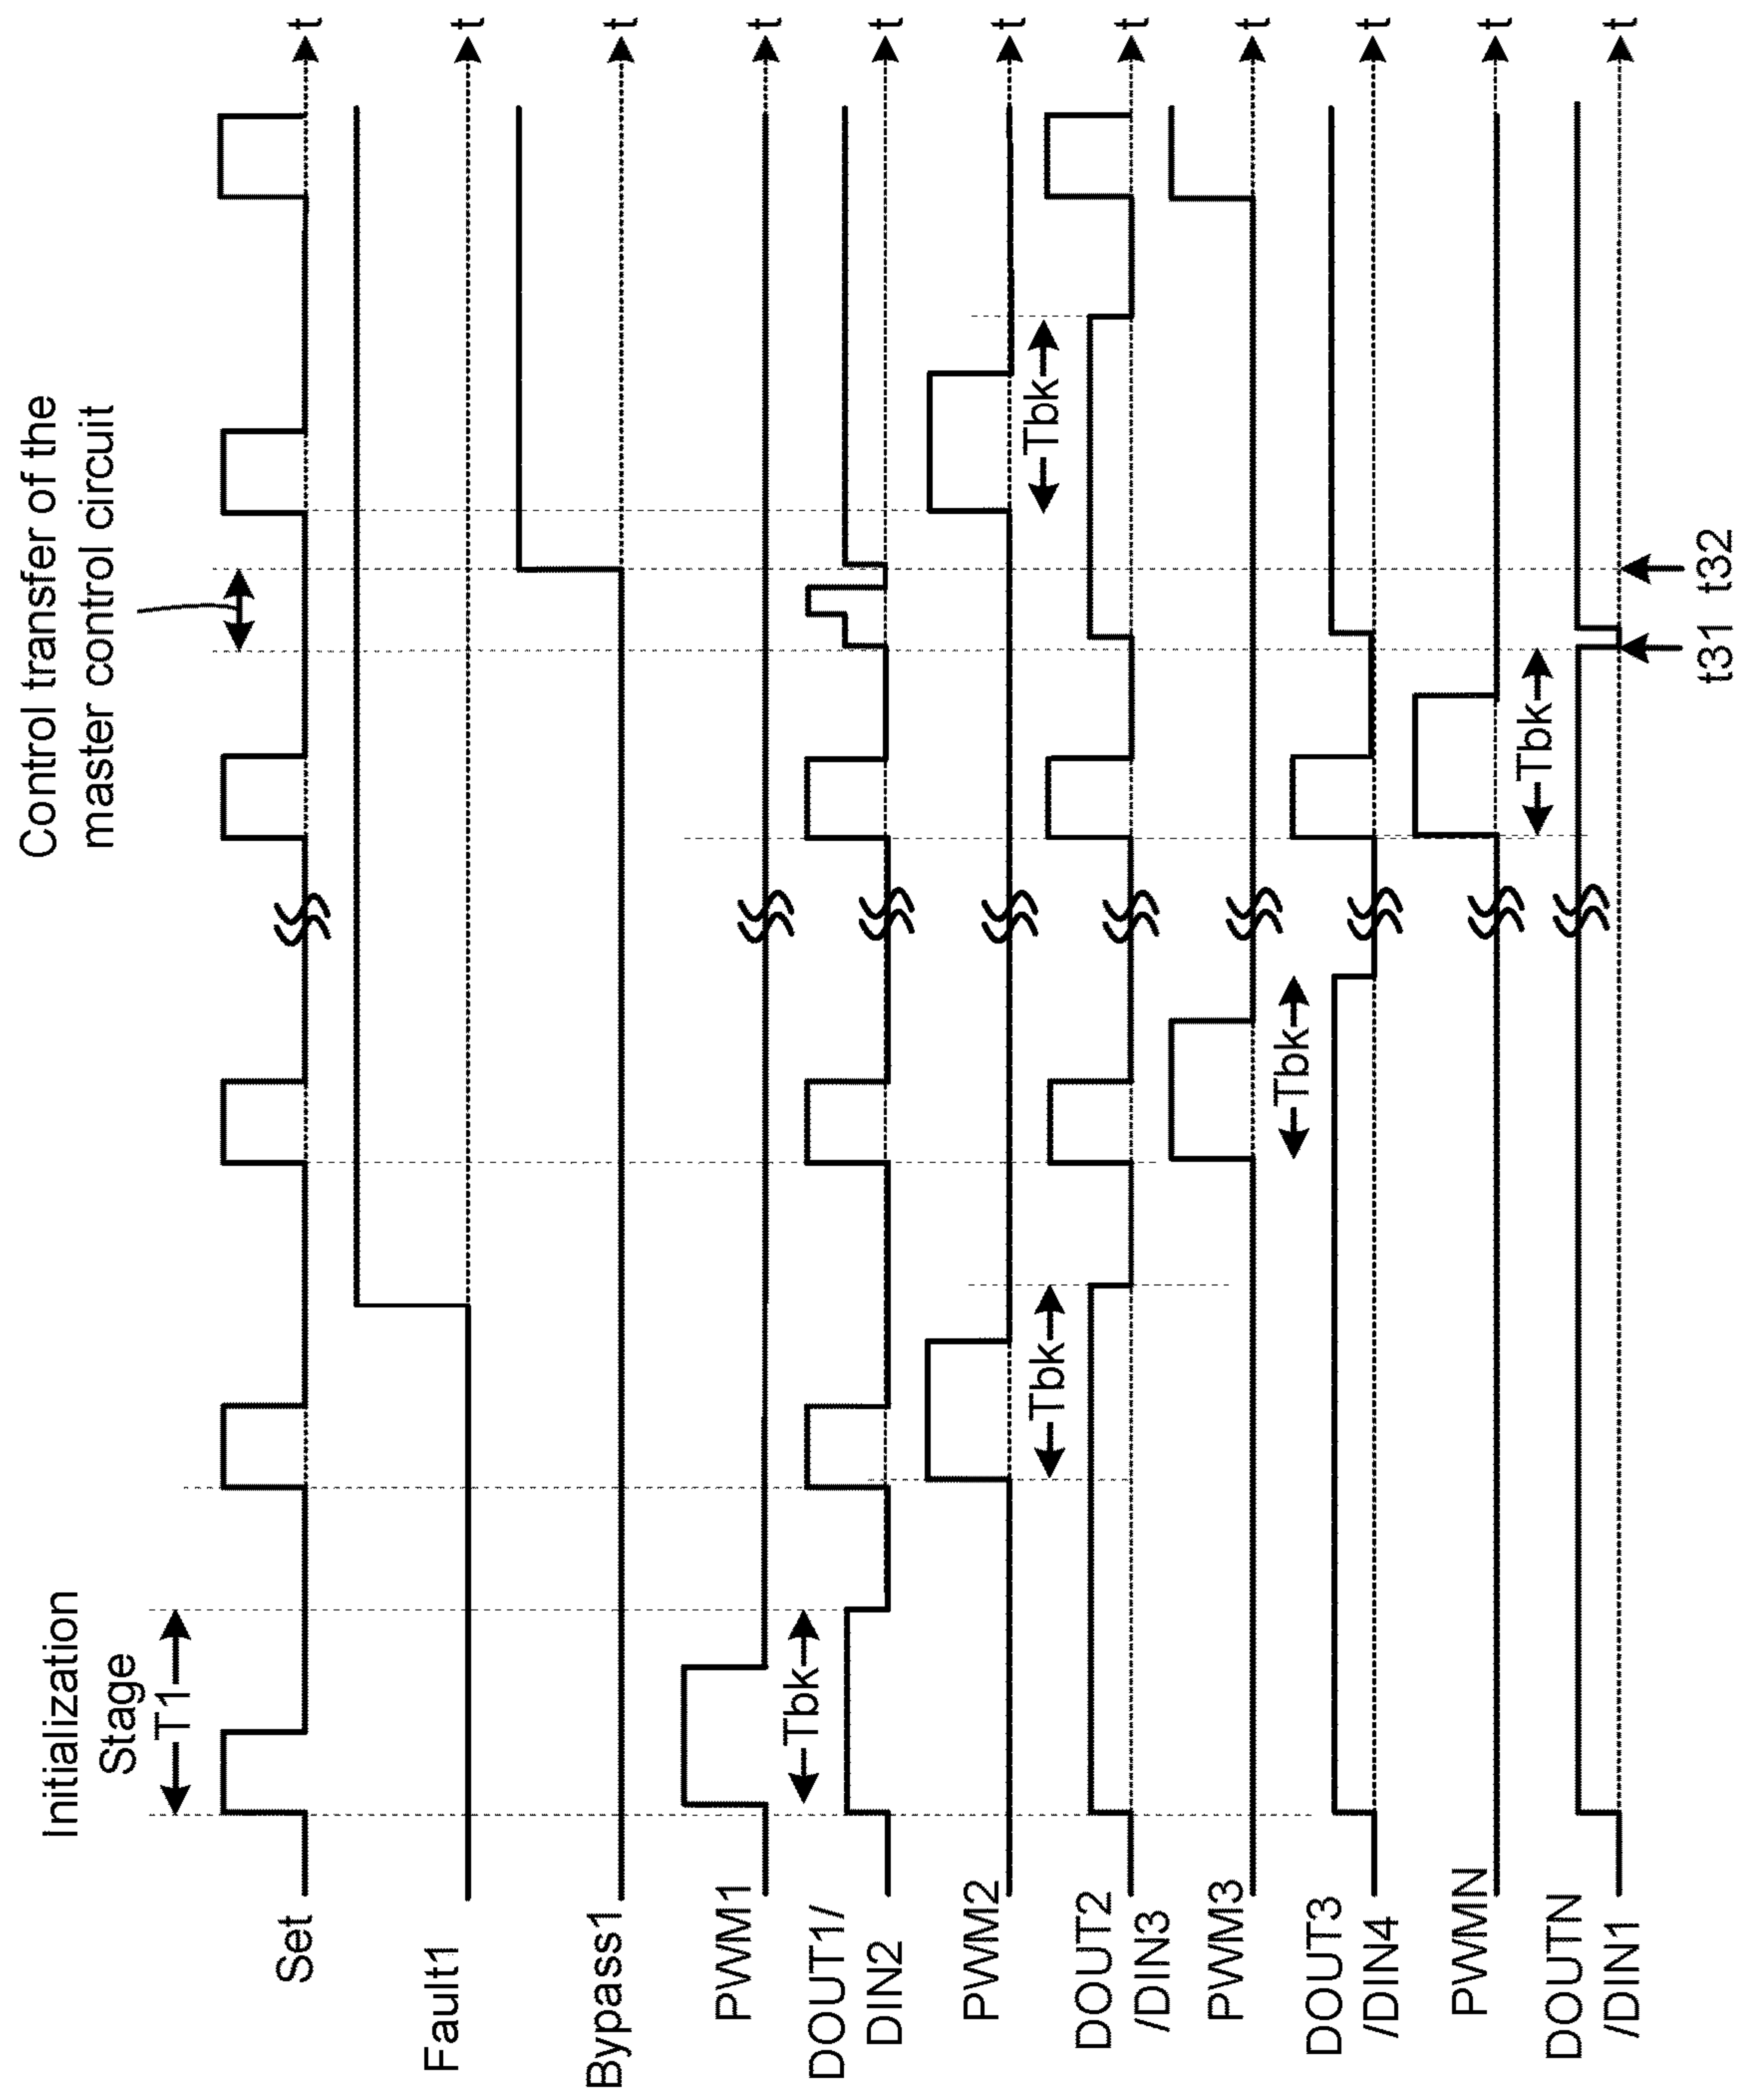 Initialization
Stage
T1
Control transfer of the
master control circuit
Set
t
Fault1
t
Bypass1
t
PWM1
t
Tbk
DOUT1/
DIN2
t
PWM2
t
Tbk
Tbk
DOUT2
/DIN3
t
PWM3
t
Tbk
DOUT3
/DIN4
t
PWMN
t
Tbk
DOUTN
/DIN1
t
t31
t32